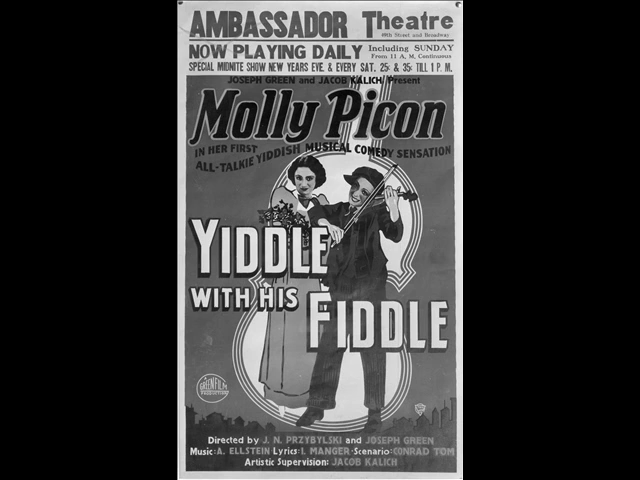 AMBASSADOR Theatre
49th Street and Broadway
NOW PLAYING DAILY Including SUNDAY
From 11 A. M. Continuous
SPECIAL MIDNITE SHOW NEW YEARS EVE. & EVERY SAT. 25¢ & 35¢ TILL 1 P. M.
JOSEPH GREEN and JACOB KALICH Present
Molly Picon
IN HER FIRST MUSICAL COMEDY SENSATION
ALL-TALKIE YIDDISH
YIDDLE
WITH HIS
FIDDLE
A
GREENFILM
PRODUCTION
Directed by J. N. PRZYBYLSKI and JOSEPH GREEN
Music: A. ELLSTEIN Lyrics: I. MANGER - Scenario: CONRAD TOM
Artistic Supervision: JACOB KALICH